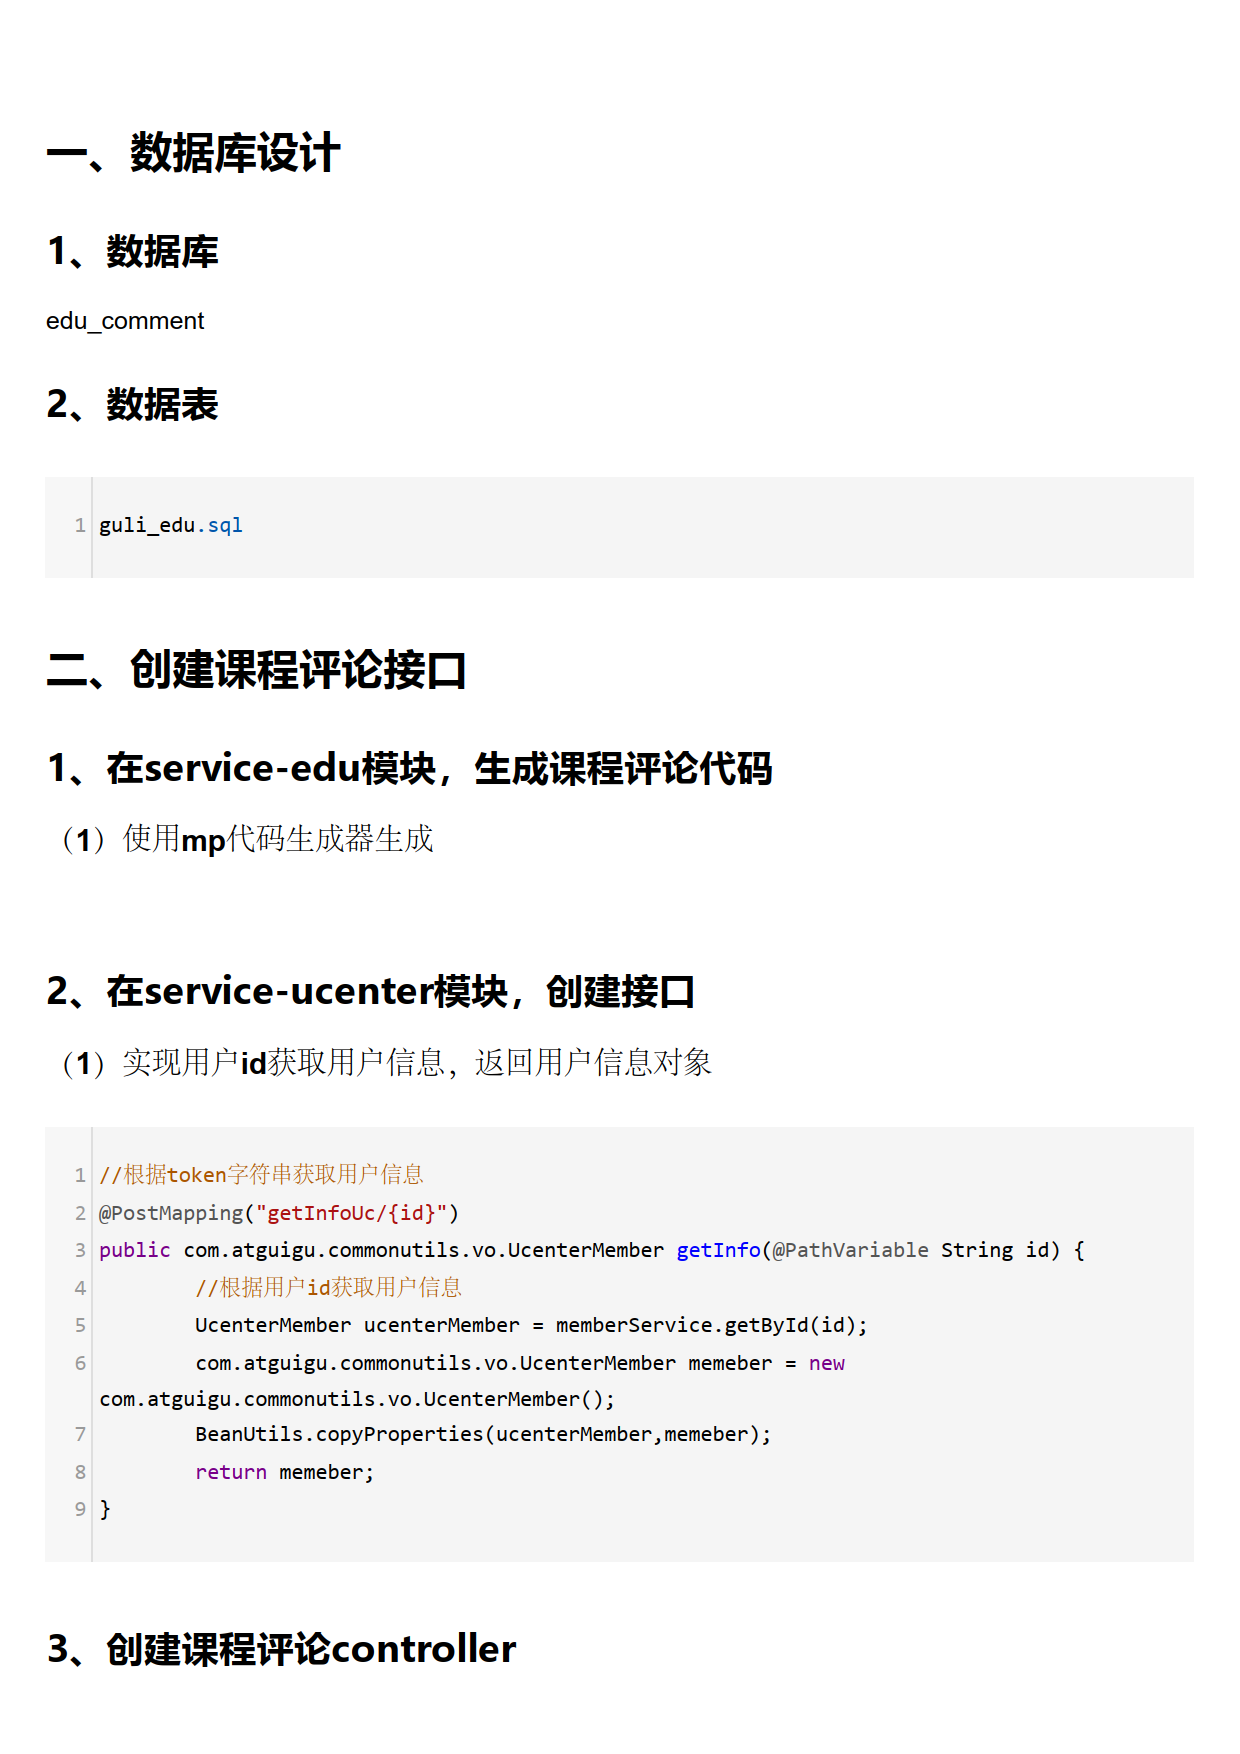 一、数据库设计
1、数据库
edu_comment
2、数据表
1 guli_edu.sql
二、创建课程评论接口
1、在service-edu模块，生成课程评论代码
（1）使用mp代码生成器生成
2、在service-ucenter模块，创建接口
（1）实现用户id获取用户信息，返回用户信息对象
1 //根据token字符串获取用户信息
2 @PostMapping("getInfoUc/{id}")
3 public com.atguigu.commonutils.vo.UcenterMember getInfo(@PathVariable String id) {
4         //根据用户id获取用户信息
5         UcenterMember ucenterMember = memberService.getById(id);
6         com.atguigu.commonutils.vo.UcenterMember memeber = new
com.atguigu.commonutils.vo.UcenterMember();
7         BeanUtils.copyProperties(ucenterMember,memeber);
8         return memeber;
9 }
3、创建课程评论controller